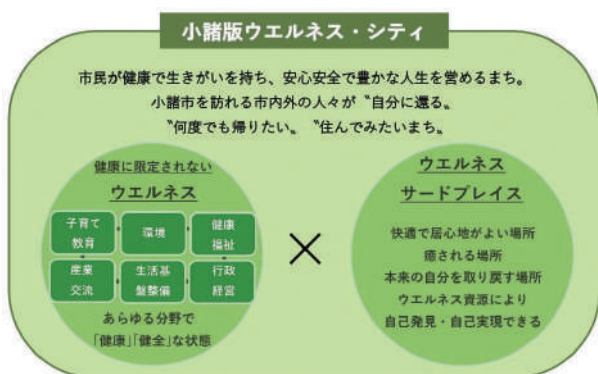 小諸版ウエルネス・シティ
市民が健康で生きがいを持ち、安心安全で豊かな人生を営めるまち。
小諸市を訪れる市内外の人々が〝自分に還る。
〝何度でも帰りたい。〝住んでみたいまち。
健康に限定されない
ウエルネス
子育て
教育
環境
健康
福祉
産業
交流
生活基
盤整備
行政
経営
あらゆる分野で
「健康」「健全」な状態
×
ウエルネス
サードプレイス
快適で居心地がよい場所
癒される場所
本来の自分を取り戻す場所
ウエルネス資源により
自己発見・自己実現できる